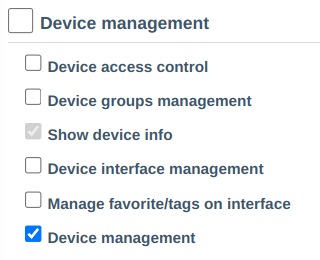 Device management
Device access control
Device groups management
Show device info
Device interface management
Manage favorite/tags on interface
Device management